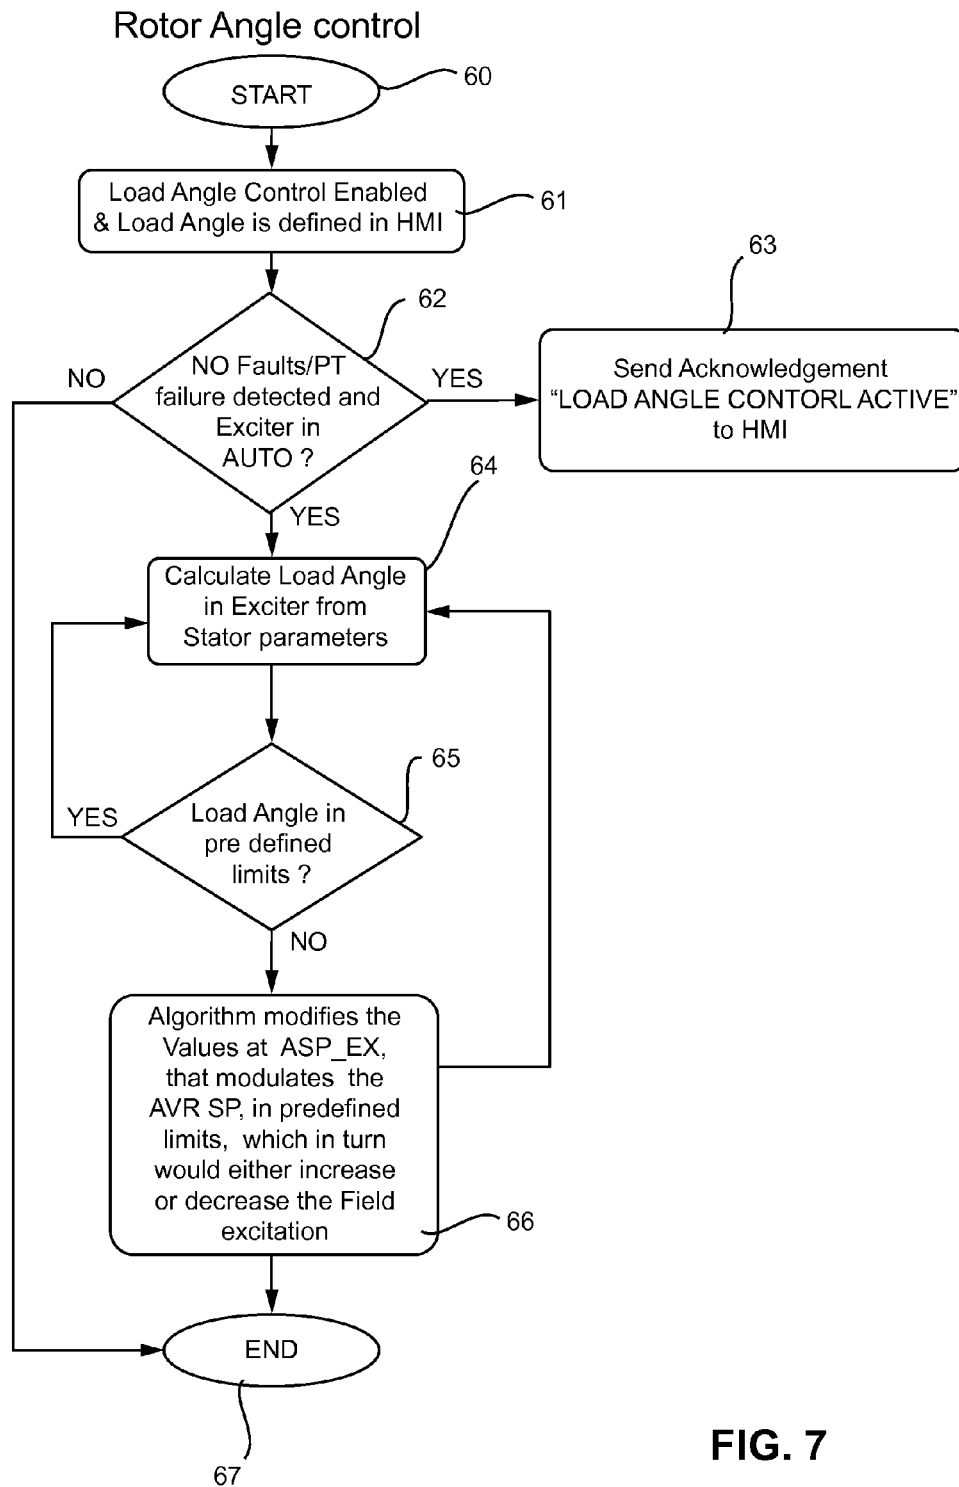 Rotor Angle control
START
60
Load Angle Control Enabled
& Load Angle is defined in HMI
61
62
63
NO Faults/PT
failure detected and
Exciter in
AUTO ?
NO
YES
YES
Send Acknowledgement
“LOAD ANGLE CONTORL ACTIVE”
to HMI
64
Calculate Load Angle
in Exciter from
Stator parameters
65
Load Angle in
pre defined
limits ?
YES
NO
Algorithm modifies the
Values at ASP_EX,
that modulates the
AVR SP, in predefined
limits, which in turn
would either increase
or decrease the Field
excitation
66
END
67
FIG. 7